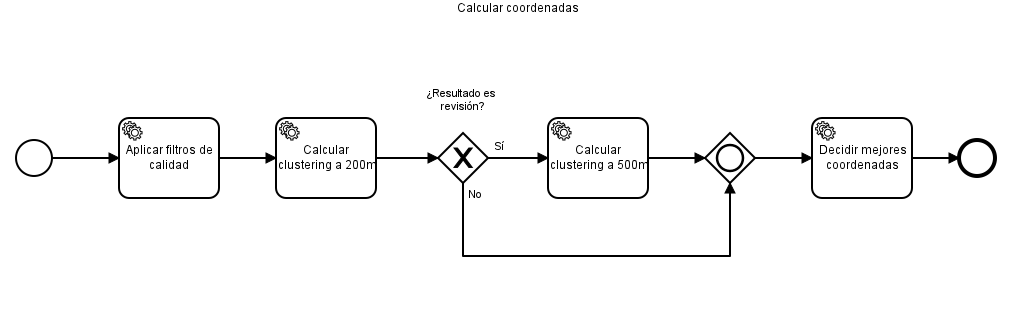 Calcular coordenadas
¿Resultado es
revisión?
Aplicar filtros de
calidad
Calcular
clustering a 200m
Sí
No
Calcular
clustering a 500m
Decidir mejores
coordenadas